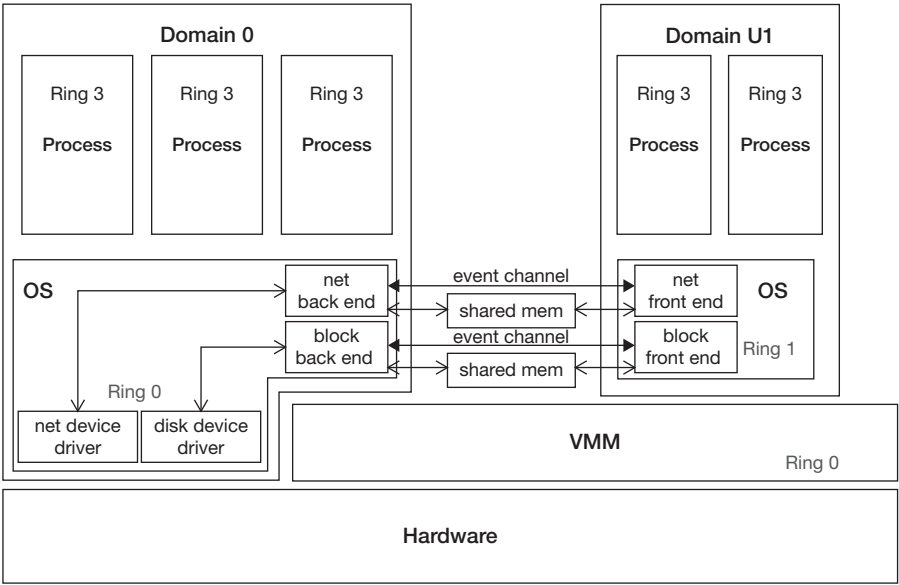 Domain 0
Ring 3
Process
Ring 3
Process
Ring 3
Process
OS
net
back end
block
back end
Ring 0
net device
driver
disk device
driver
event channel
shared mem
event channel
shared mem
Domain U1
Ring 3
Process
Ring 3
Process
net
front end
OS
block
front end
Ring 1
VMM
Ring 0
Hardware